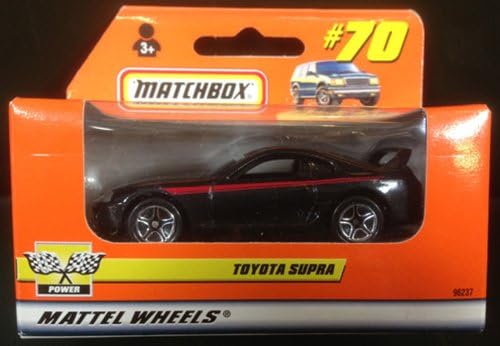 #70
3+
MATCHBOX®
TOYOTA SUPRA
POWER
96237
MATTEL WHEELS®